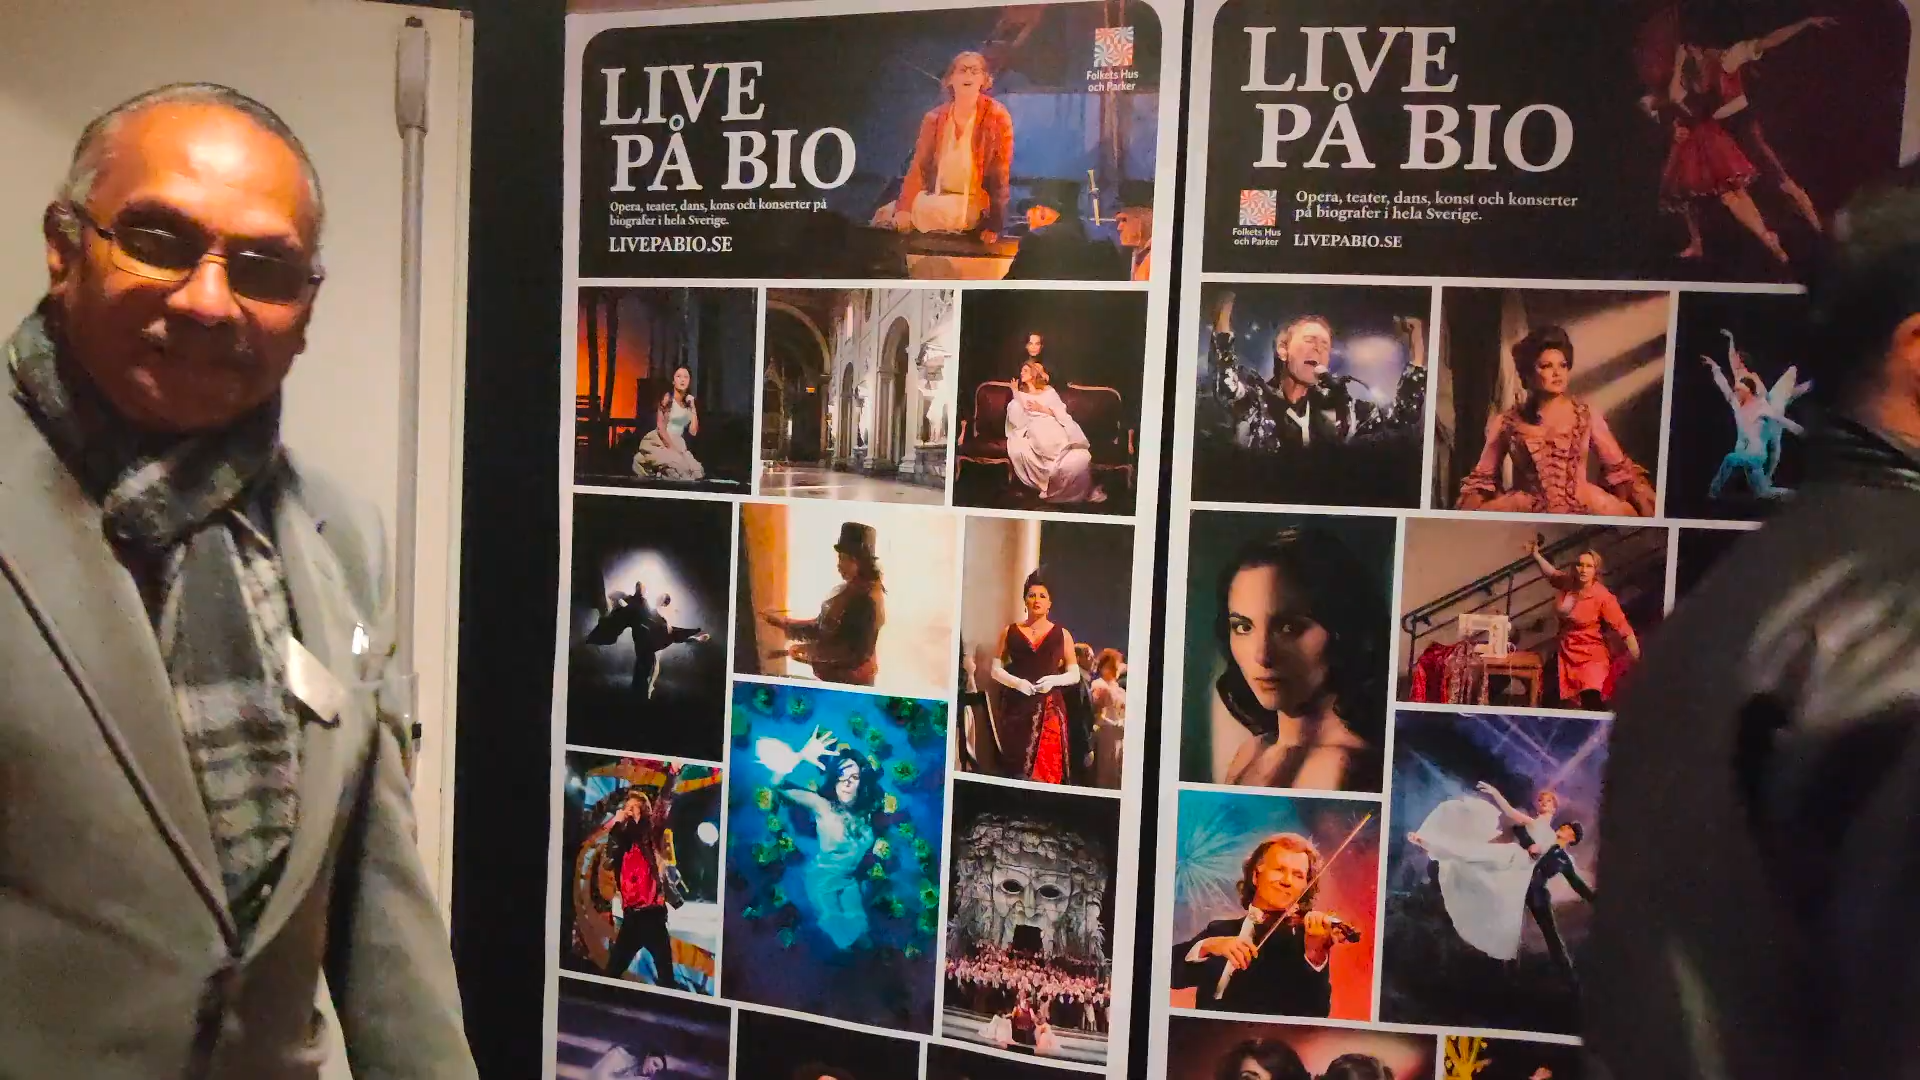 LIVE
PÅ BIO
Opera, teater, dans, kons och konserter på
biografer i hela Sverige.
LIVEPABIO.SE
Folkets Hus
och Parker
LIVE
PÅ BIO
Opera, teater, dans, konst och konserter
på biografer i hela Sverige.
LIVEPABIO.SE
Folkets Hus
och Parker